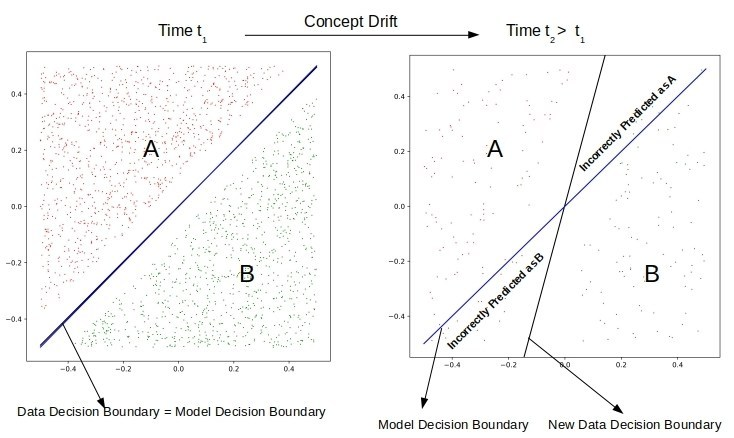 Concept Drift
Time t1
Time t2 > t1
0.4
0.2
0.0
−0.2
−0.4
−0.4
−0.2
0.0
0.2
0.4
A
B
Data Decision Boundary = Model Decision Boundary
0.4
0.2
0.0
−0.2
−0.4
−0.4
−0.2
0.0
0.2
0.4
A
Incorrectly Predicted as A
Incorrectly Predicted as B
B
Model Decision Boundary
New Data Decision Boundary